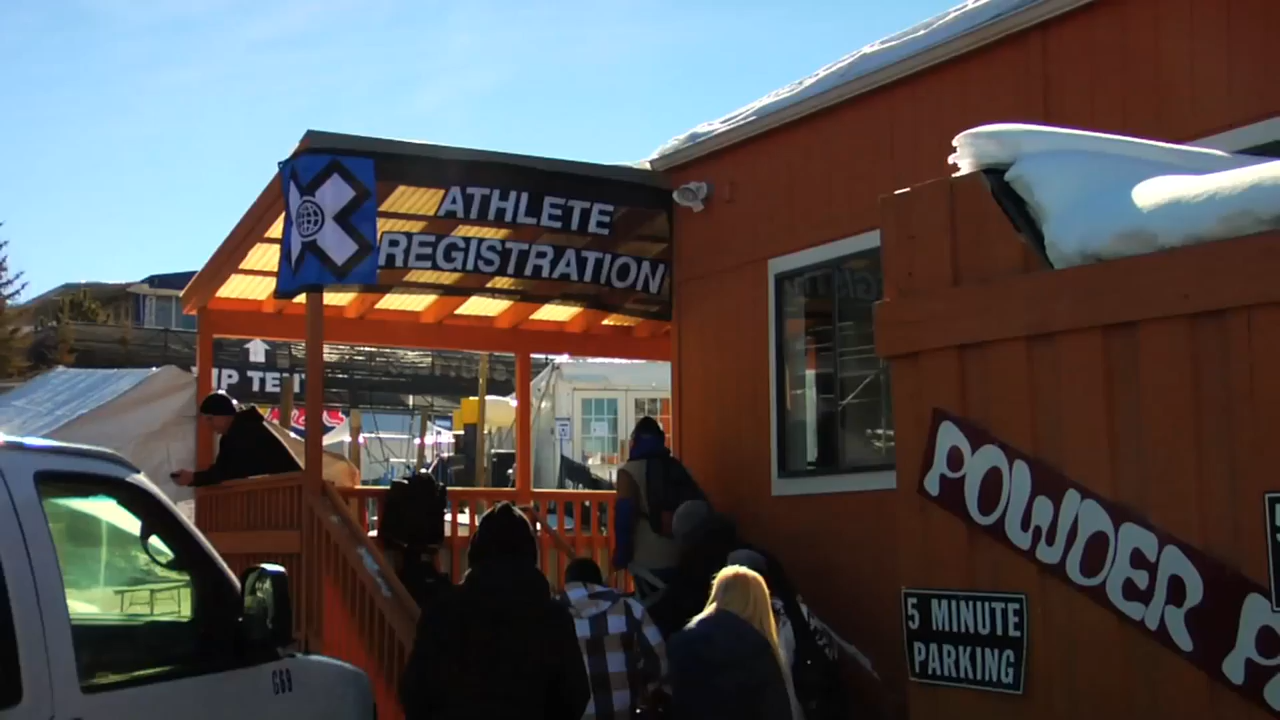 ATHLETE
REGISTRATION
POWDER
5 MINUTE
PARKING
669